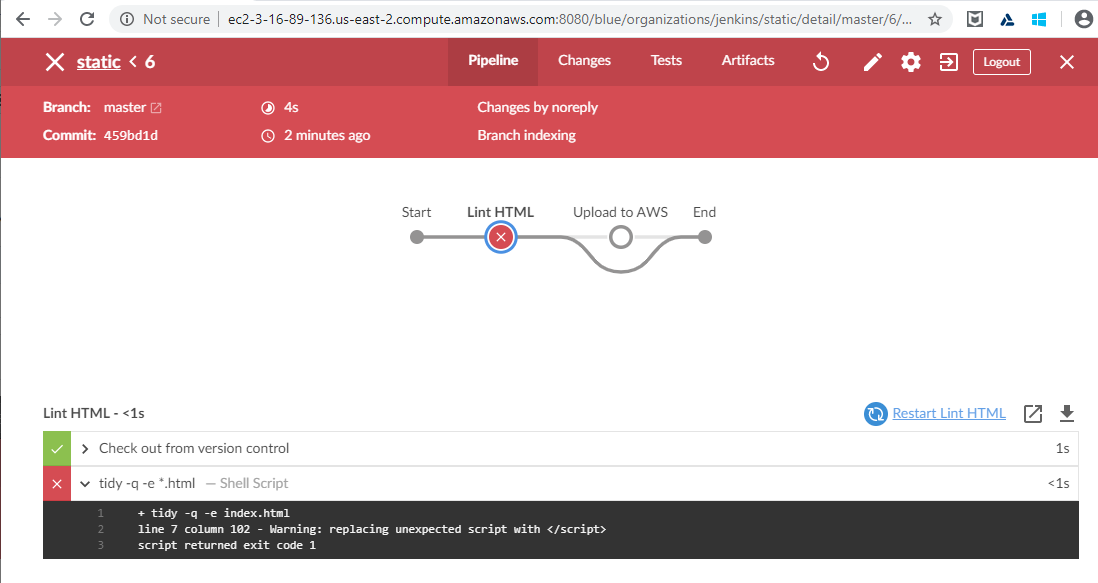 Not secure | ec2-3-16-89-136.us-east-2.compute.amazonaws.com:8080/blue/organizations/jenkins/static/detail/master/6/...
static < 6 Pipeline Changes Tests Artifacts Logout
Branch: master 4s Changes by noreply
Commit: 459bd1d 2 minutes ago Branch indexing
Start Lint HTML Upload to AWS End
Lint HTML - <1s Restart Lint HTML
Check out from version control 1s
tidy -q -e *.html — Shell Script <1s
1 + tidy -q -e index.html
2 line 7 column 102 - Warning: replacing unexpected script with </script>
3 script returned exit code 1